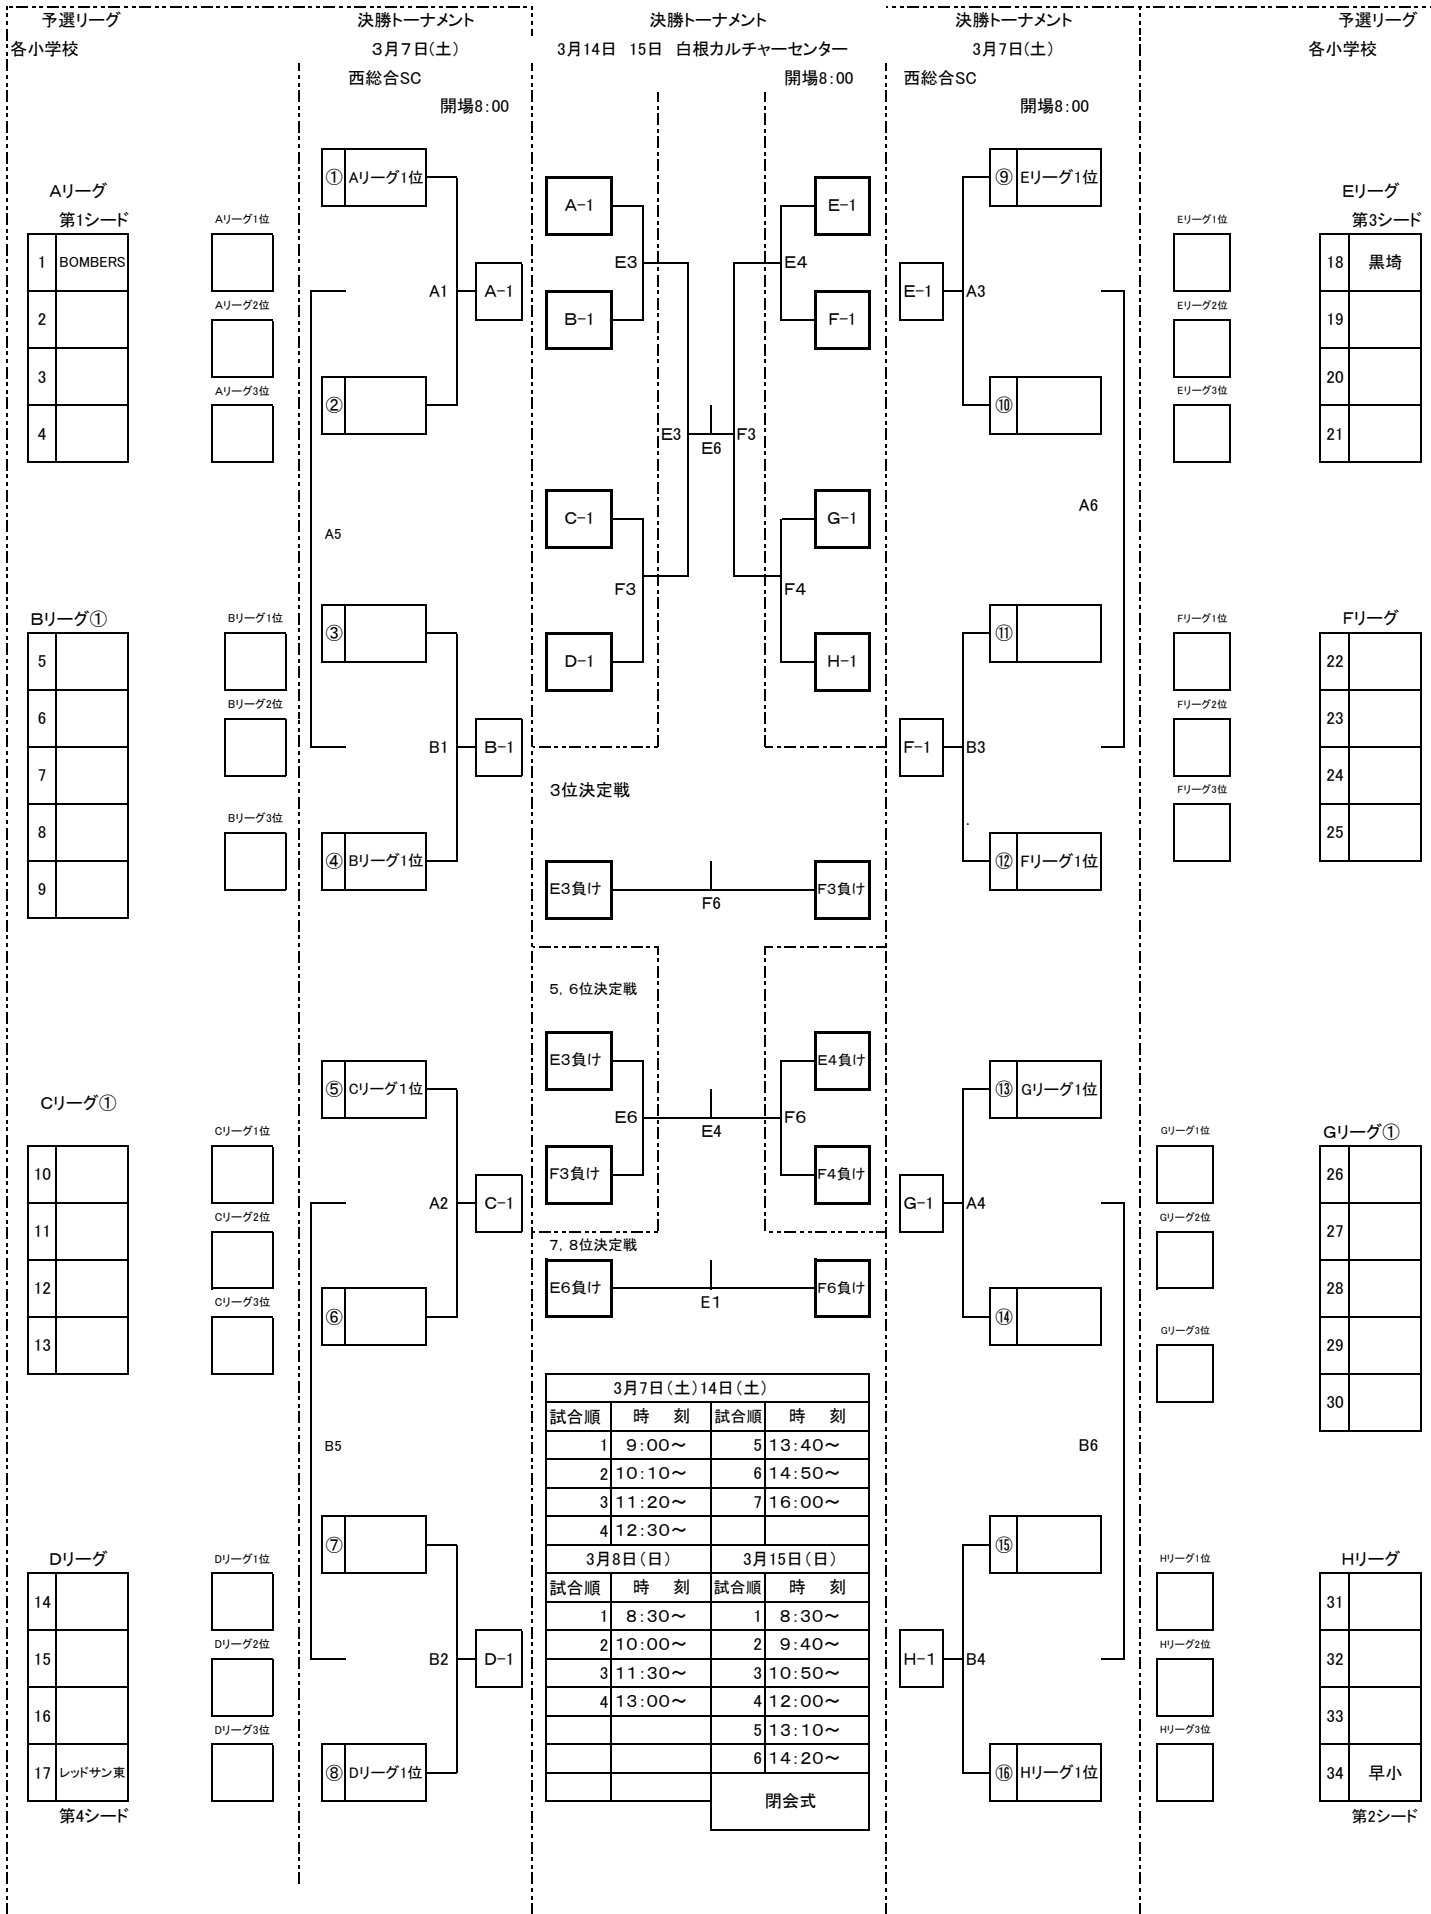 予選リーグ
各小学校
決勝トーナメント
3月7日(土)
西総合SC
開場8:00
決勝トーナメント
3月14日 15日 白根カルチャーセンター
開場8:00
決勝トーナメント
3月7日(土)
西総合SC
開場8:00
予選リーグ
各小学校
Aリーグ
第1シード
1 BOMBERS
2
3
4
Aリーグ1位
Aリーグ2位
Aリーグ3位
Bリーグ①
5
6
7
8
9
Bリーグ1位
Bリーグ2位
Bリーグ3位
Cリーグ①
10
11
12
13
Cリーグ1位
Cリーグ2位
Cリーグ3位
Dリーグ
14
15
16
17 レッドサン東
第4シード
Dリーグ1位
Dリーグ2位
Dリーグ3位
① Aリーグ1位
A1
A-1
②
A5
③
B1
B-1
④ Bリーグ1位
⑤ Cリーグ1位
A2
C-1
⑥
B5
⑦
B2
D-1
⑧ Dリーグ1位
A-1
E3
B-1
E3
C-1
F3
D-1
E6
E-1
E4
F-1
F3
G-1
F4
H-1
3位決定戦
E3負け
F6
F3負け
5,6位決定戦
E3負け
E6
F3負け
E4
E4負け
F6
F4負け
7,8位決定戦
E6負け
E1
F6負け
3月7日(土)14日(土)
試合順 時 刻 試合順 時 刻
1 9:00~ 5 13:40~
2 10:10~ 6 14:50~
3 11:20~ 7 16:00~
4 12:30~
3月8日(日) 3月15日(日)
試合順 時 刻 試合順 時 刻
1 8:30~ 1 8:30~
2 10:00~ 2 9:40~
3 11:30~ 3 10:50~
4 13:00~ 4 12:00~
5 13:10~
6 14:20~
閉会式
⑨ Eリーグ1位
E-1
A3
⑩
A6
⑪
F-1
B3
.
⑫ Fリーグ1位
⑬ Gリーグ1位
G-1
A4
⑭
B6
⑮
H-1
B4
⑯ Hリーグ1位
Eリーグ
第3シード
Eリーグ1位
Eリーグ2位
Eリーグ3位
18 黒埼
19
20
21
Fリーグ
Fリーグ1位
Fリーグ2位
Fリーグ3位
22
23
24
25
Gリーグ①
Gリーグ1位
Gリーグ2位
Gリーグ3位
26
27
28
29
30
Hリーグ
Hリーグ1位
Hリーグ2位
Hリーグ3位
31
32
33
34 早小
第2シード